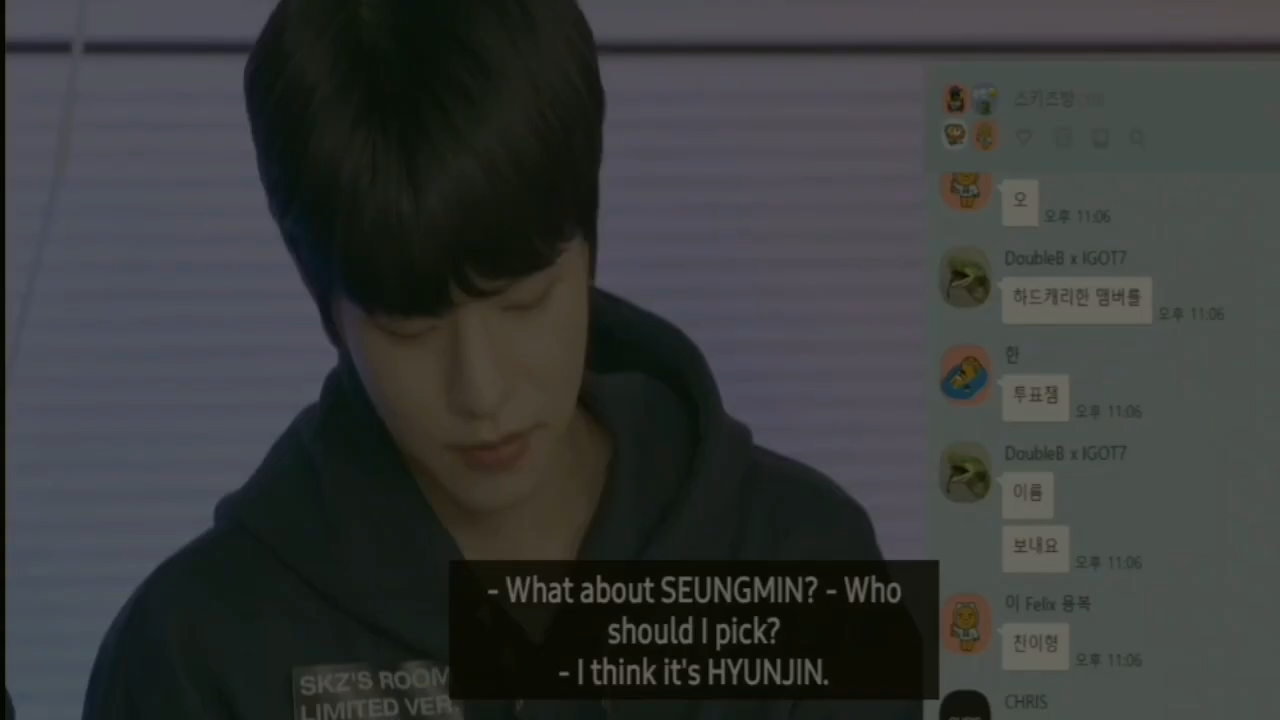 스키즈방
오
오후 11:06
DoubleB x IGOT7
하드캐리한 멤버를
오후 11:06
한
투표잼
오후 11:06
DoubleB x IGOT7
이름
보내요
오후 11:06
이 Felix 용복
찬이형
오후 11:06
CHRIS
- What about SEUNGMIN? - Who
should I pick?
- I think it's HYUNJIN.
SKZ'S ROOM
LIMITED VER.